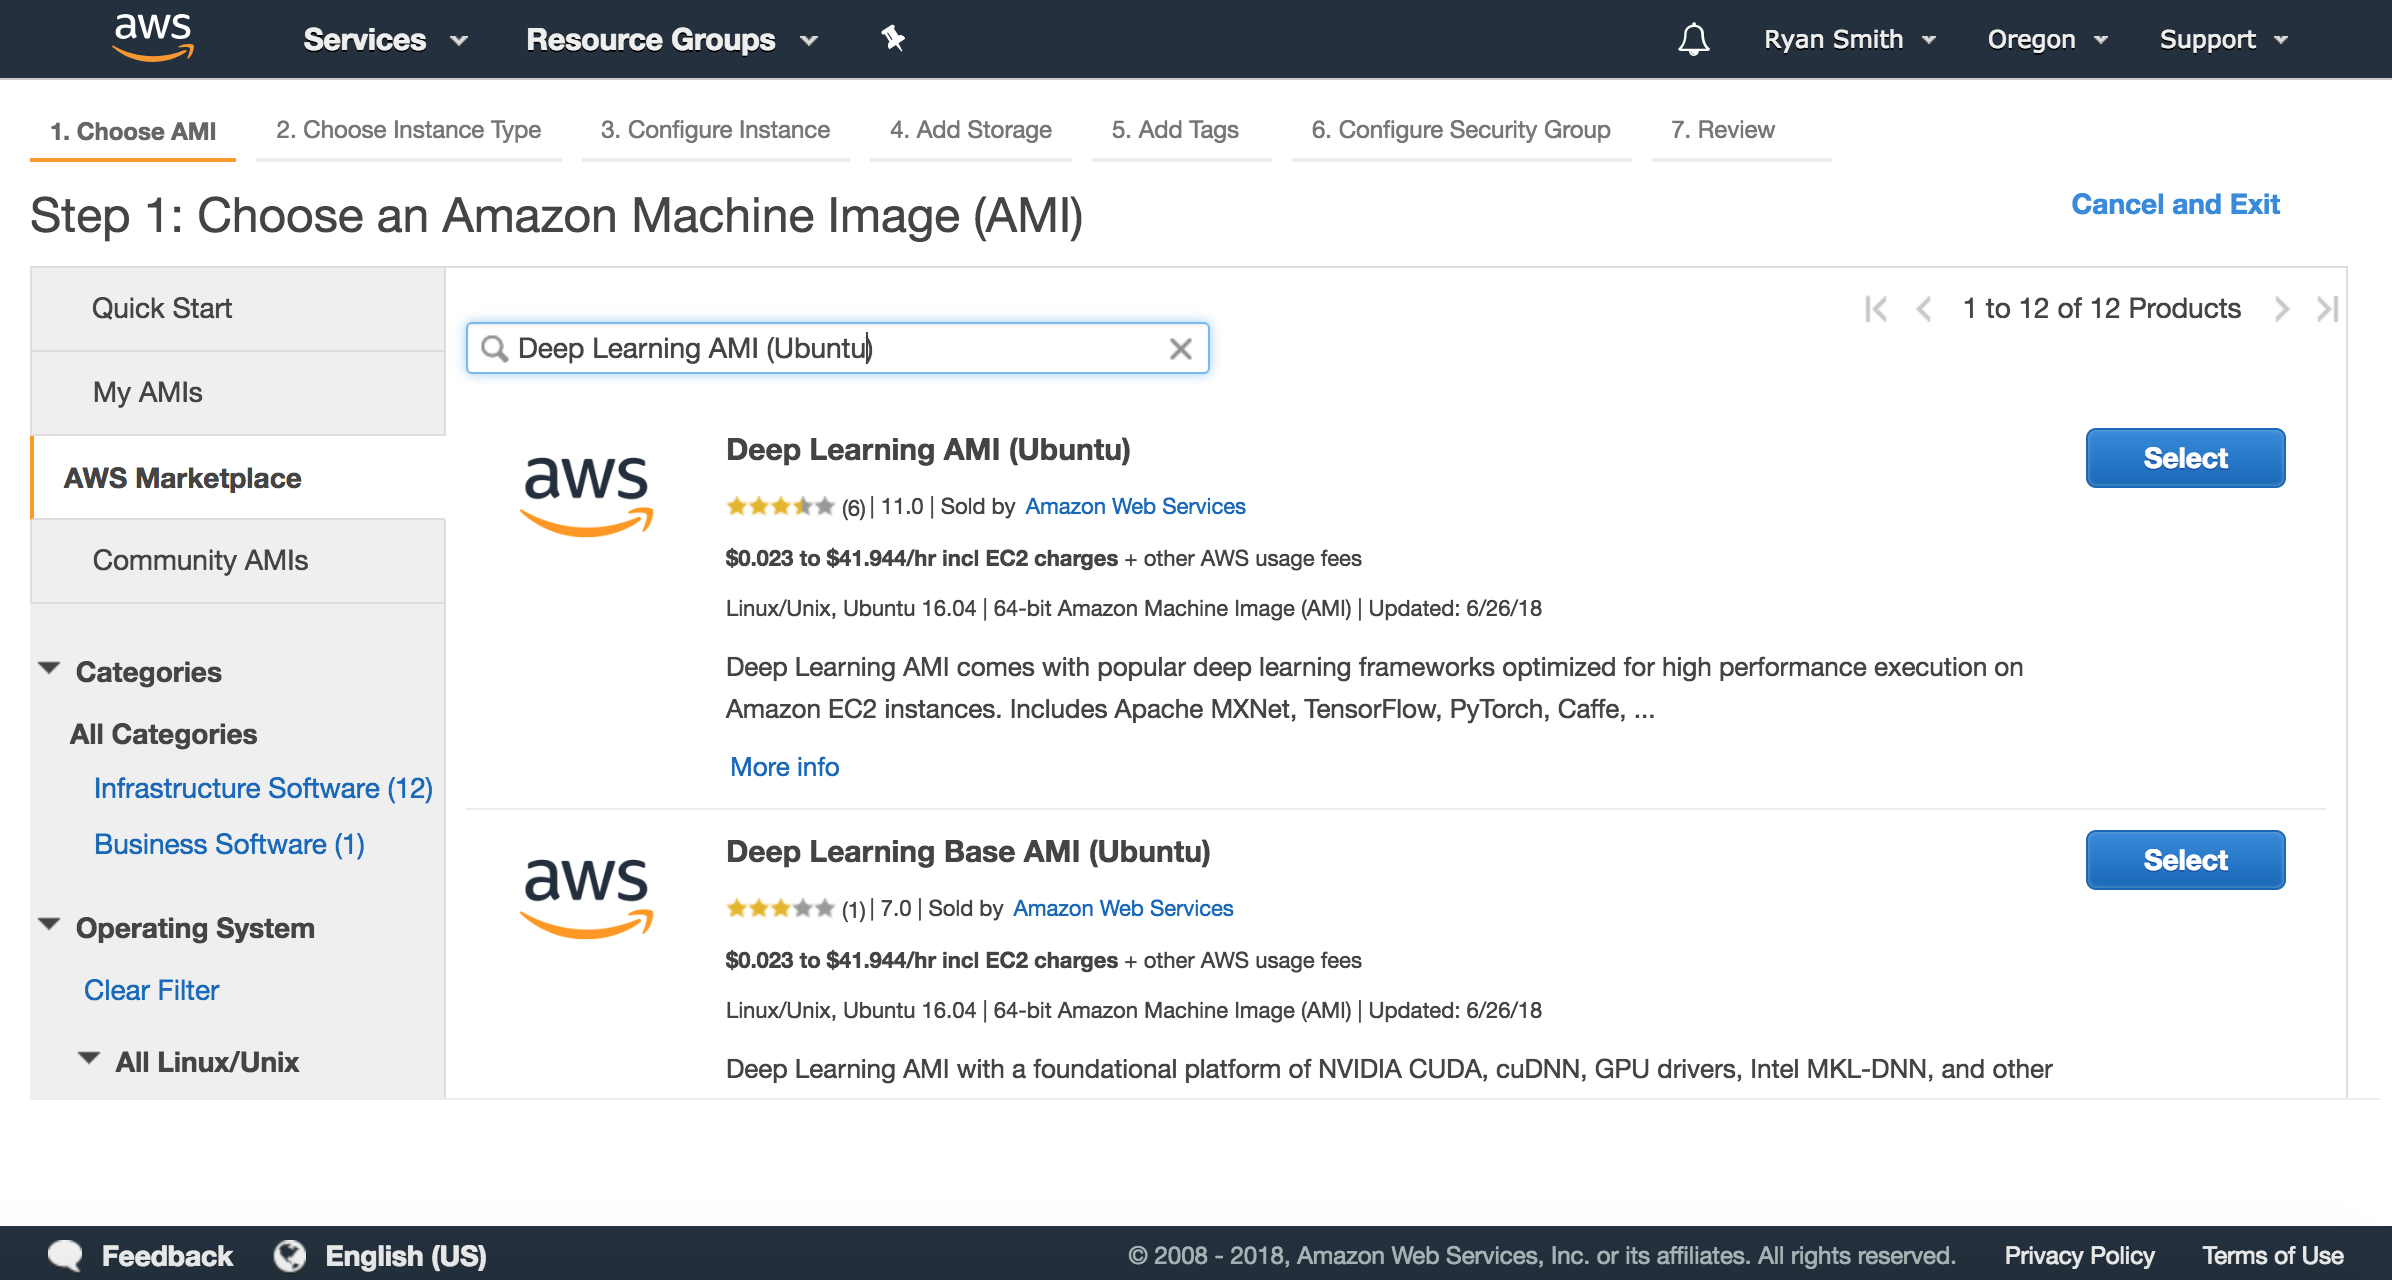 aws Services Resource Groups Ryan Smith Oregon Support
1. Choose AMI 2. Choose Instance Type 3. Configure Instance 4. Add Storage 5. Add Tags 6. Configure Security Group 7. Review
Step 1: Choose an Amazon Machine Image (AMI)
Cancel and Exit
Quick Start
My AMIs
AWS Marketplace
Community AMIs
Categories
All Categories
Infrastructure Software (12)
Business Software (1)
Operating System
Clear Filter
All Linux/Unix
1 to 12 of 12 Products
Deep Learning AMI (Ubuntu)
aws
Deep Learning AMI (Ubuntu)
Select
(6) | 11.0 | Sold by Amazon Web Services
$0.023 to $41.944/hr incl EC2 charges + other AWS usage fees
Linux/Unix, Ubuntu 16.04 | 64-bit Amazon Machine Image (AMI) | Updated: 6/26/18
Deep Learning AMI comes with popular deep learning frameworks optimized for high performance execution on
Amazon EC2 instances. Includes Apache MXNet, TensorFlow, PyTorch, Caffe, ...
More info
aws
Deep Learning Base AMI (Ubuntu)
Select
(1) | 7.0 | Sold by Amazon Web Services
$0.023 to $41.944/hr incl EC2 charges + other AWS usage fees
Linux/Unix, Ubuntu 16.04 | 64-bit Amazon Machine Image (AMI) | Updated: 6/26/18
Deep Learning AMI with a foundational platform of NVIDIA CUDA, cuDNN, GPU drivers, Intel MKL-DNN, and other
Feedback English (US) © 2008 - 2018, Amazon Web Services, Inc. or its affiliates. All rights reserved. Privacy Policy Terms of Use